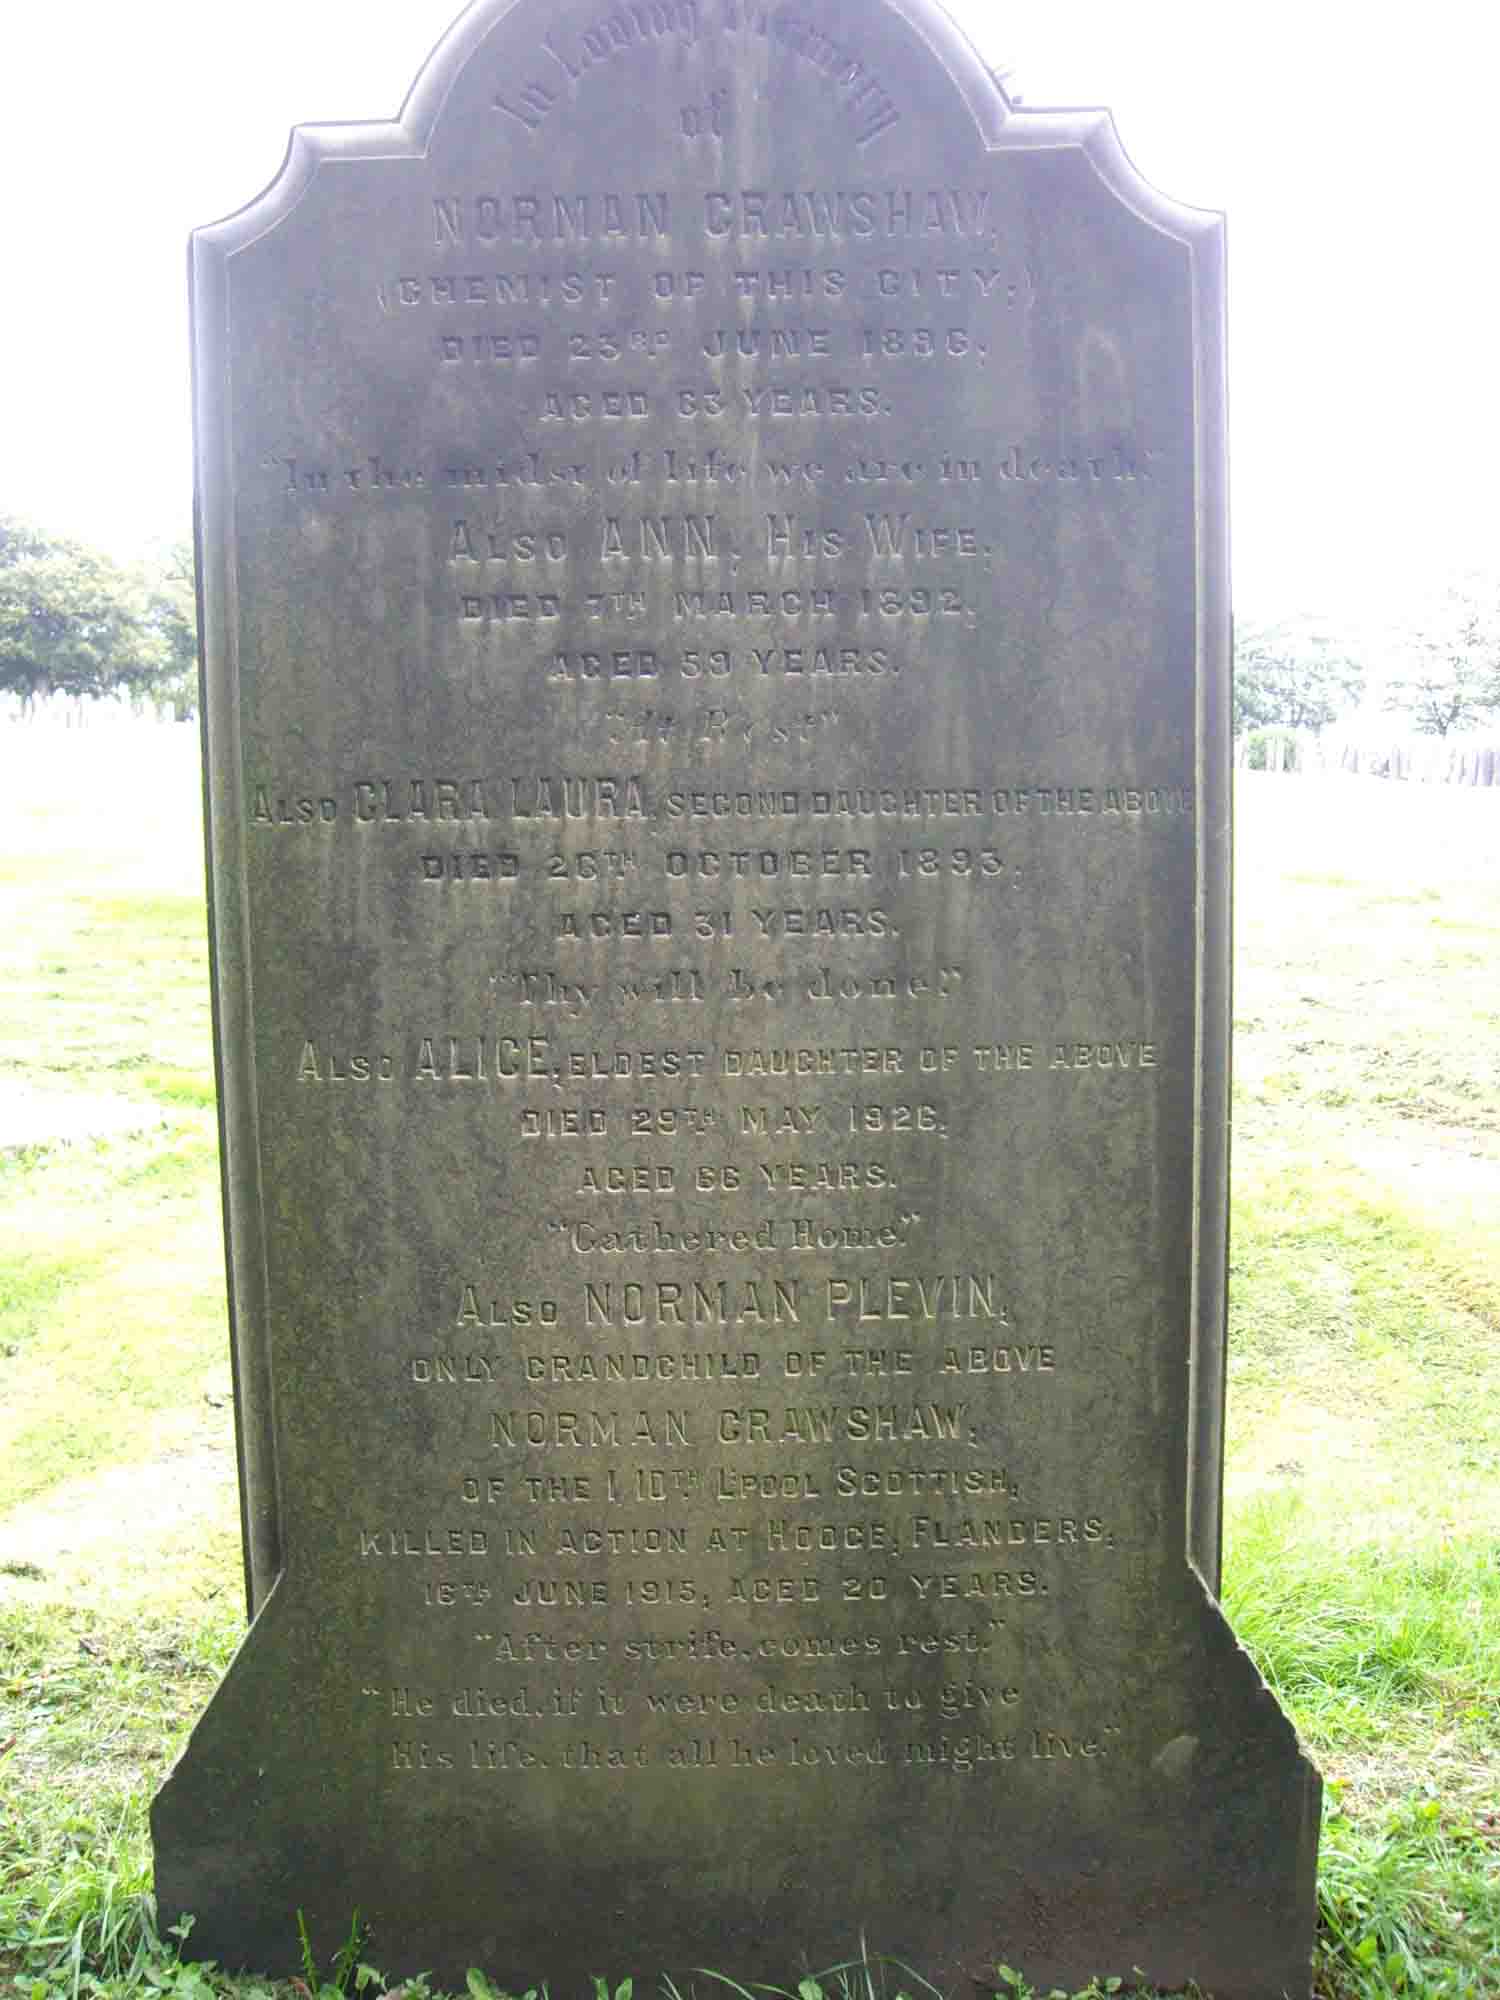 In Loving Memory
of
NORMAN CRAWSHAW,
(CHEMIST OF THIS CITY,)
DIED 23RD JUNE 1896,
AGED 63 YEARS.
"In the midst of life we are in death."
ALSO ANN, HIS WIFE,
DIED 7TH MARCH 1892,
AGED 59 YEARS.
"At Rest"
ALSO CLARA LAURA, SECOND DAUGHTER OF THE ABOVE
DIED 26TH OCTOBER 1893,
AGED 31 YEARS.
"Thy will be done."
ALSO ALICE, ELDEST DAUGHTER OF THE ABOVE
DIED 29TH MAY 1926,
AGED 66 YEARS.
"Gathered Home."
ALSO NORMAN PLEVIN,
ONLY GRANDCHILD OF THE ABOVE
NORMAN CRAWSHAW,
OF THE 1/10TH L'POOL SCOTTISH,
KILLED IN ACTION AT HOOGE, FLANDERS,
16TH JUNE 1915, AGED 20 YEARS.
"After strife, comes rest."
"He died, if it were death to give
His life, that all he loved might live."